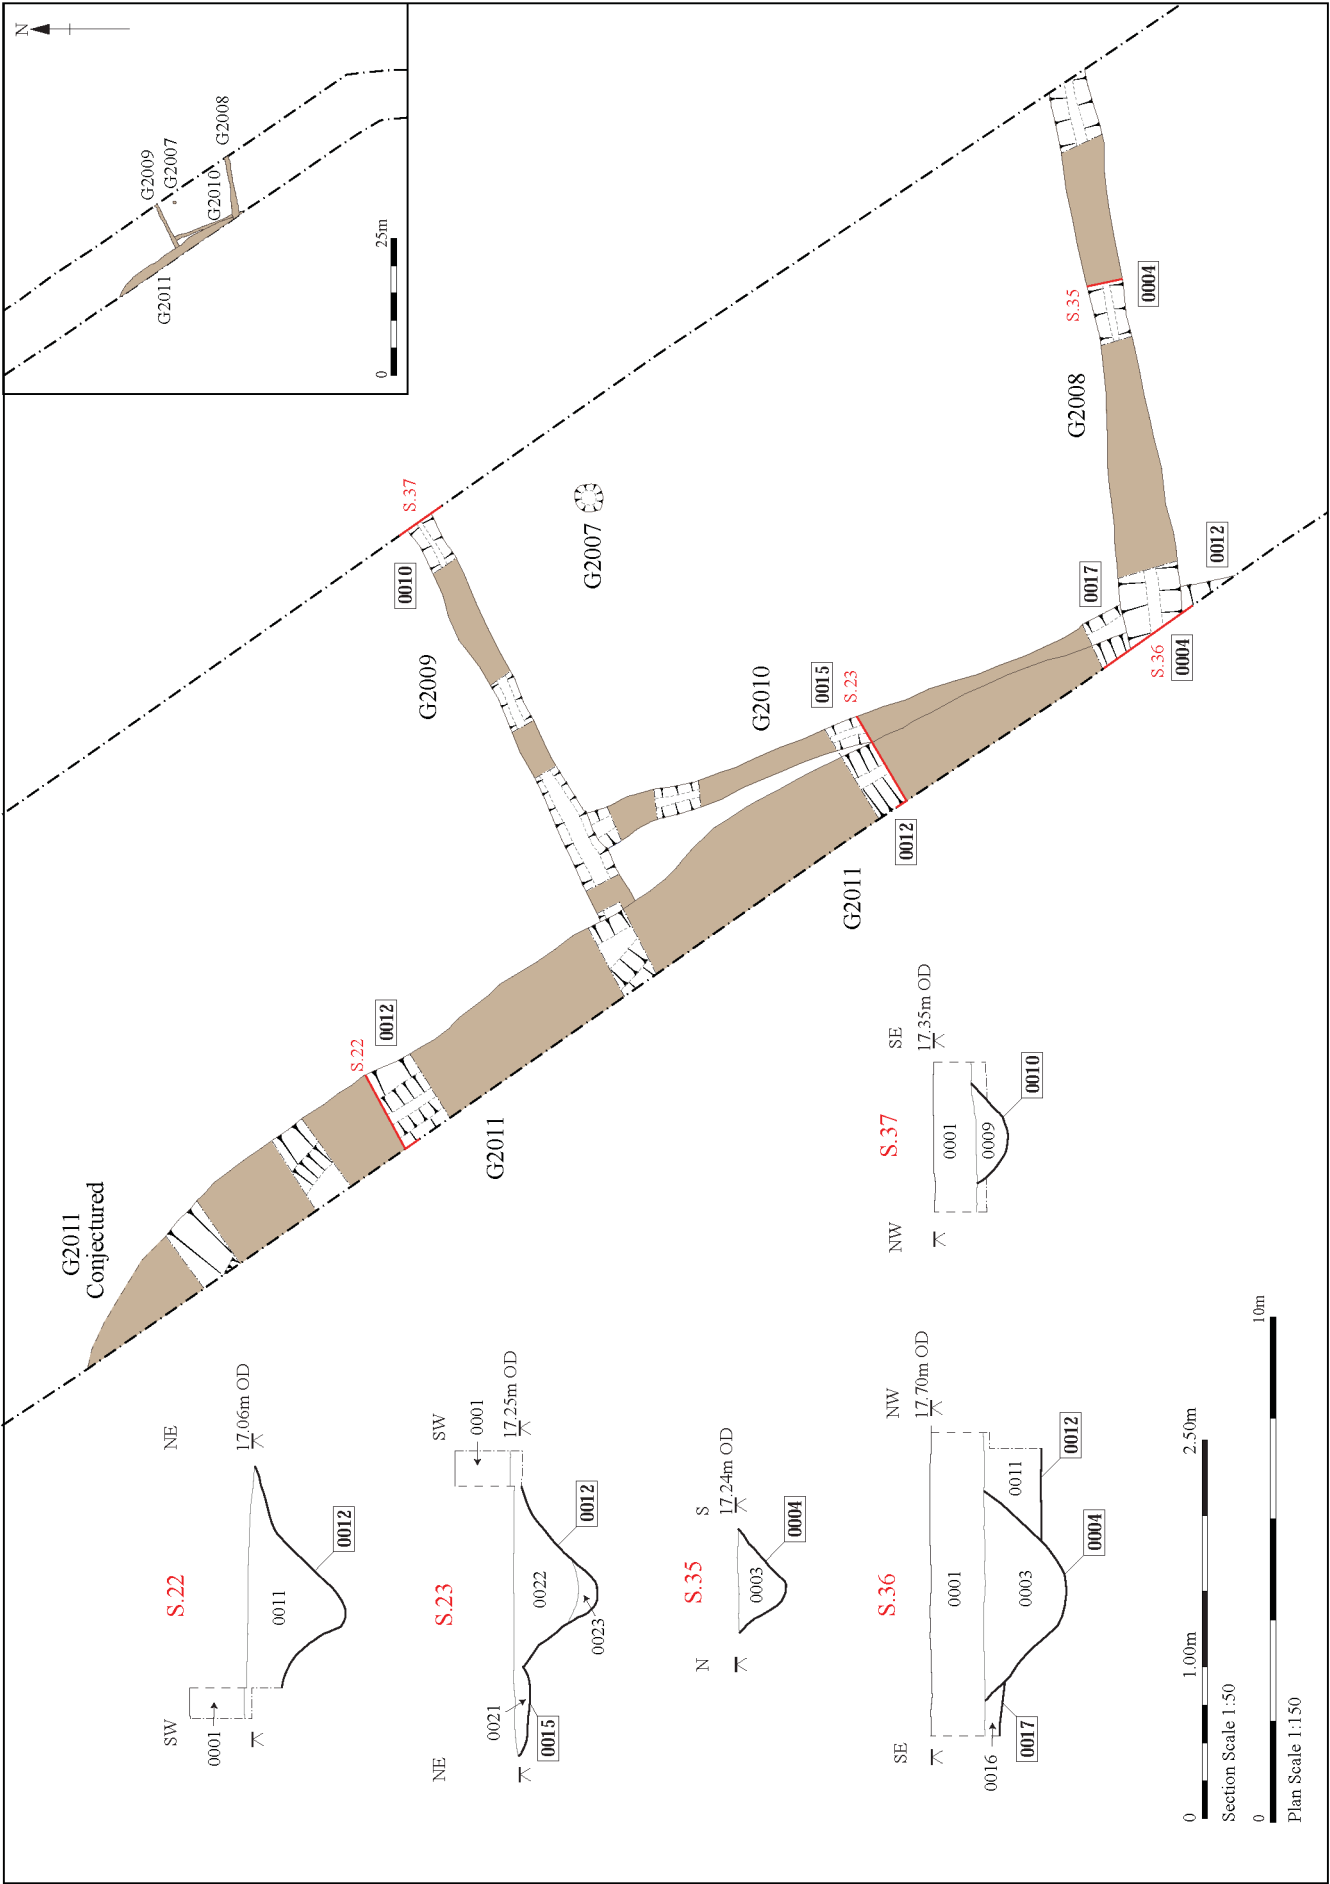 N
G2009
G2007
G2008
G2010
G2011
0
25m
S.37
0010
G2007
G2009
S.35
0004
G2008
G2010
0015
S.23
0017
0012
S.36
0004
0012
G2011
S.22
0012
G2011
G2011
Conjectured
S.22
SW
NE
17.06m OD
0001
0011
0012
S.23
NE
SW
0001
17.25m OD
0021
0022
0023
0015
0012
S.35
N
S
17.24m OD
0003
0004
S.36
SE
NW
17.70m OD
0001
0003
0011
0016
0017
0004
0012
S.37
NW
SE
17.35m OD
0001
0009
0010
0
1.00m
2.50m
Section Scale 1:50
0
10m
Plan Scale 1:150